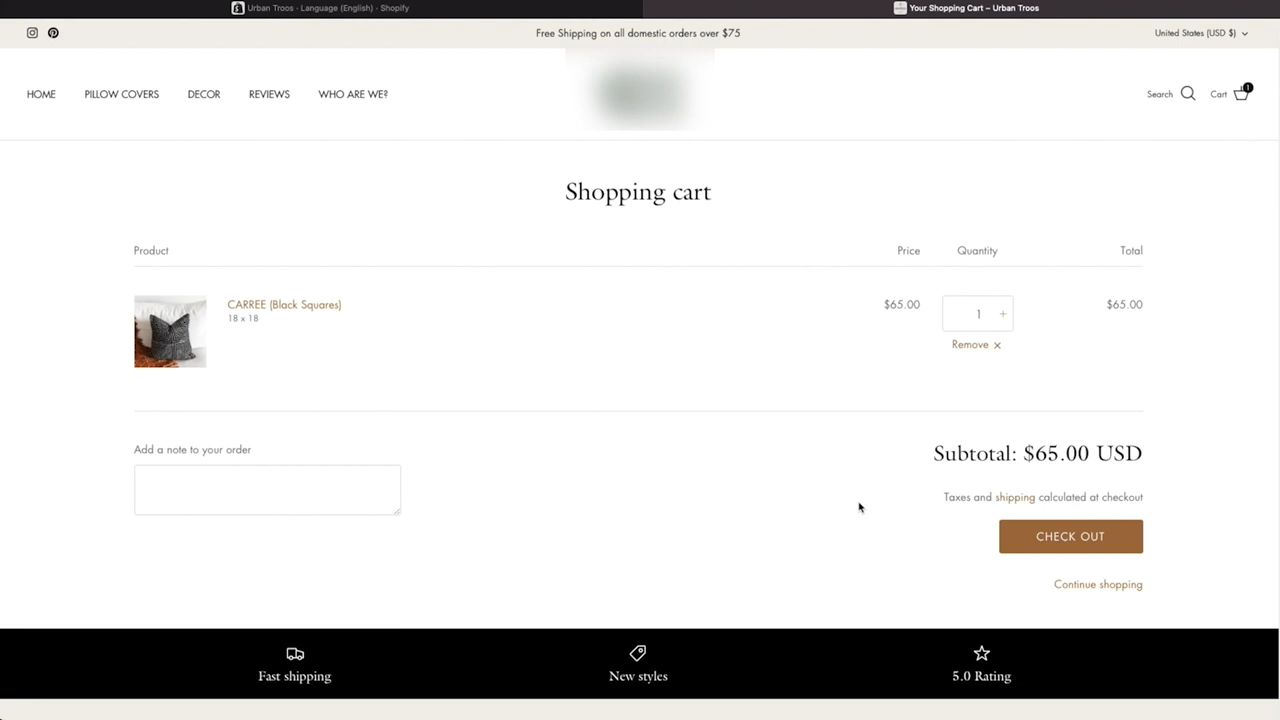 Urban Troos · Language (English) · Shopify
Your Shopping Cart – Urban Troos
Free Shipping on all domestic orders over $75
United States (USD $)
HOME
PILLOW COVERS
DECOR
REVIEWS
WHO ARE WE?
Search
Cart
1
Shopping cart
Product
Price
Quantity
Total
CARREE (Black Squares)
18 x 18
$65.00
1 +
$65.00
Remove ×
Add a note to your order
Subtotal: $65.00 USD
Taxes and shipping calculated at checkout
CHECK OUT
Continue shopping
Fast shipping
New styles
5.0 Rating